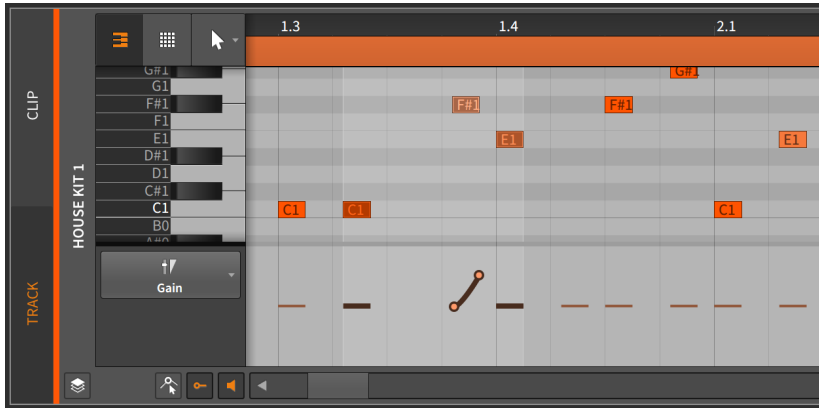 1.3
1.4
2.1
CLIP
TRACK
HOUSE KIT 1
G#1
G1
F#1
F1
E1
D#1
D1
C#1
C1
B0
A#0
G#1
F#1
F#1
E1
E1
C1
C1
C1
Gain